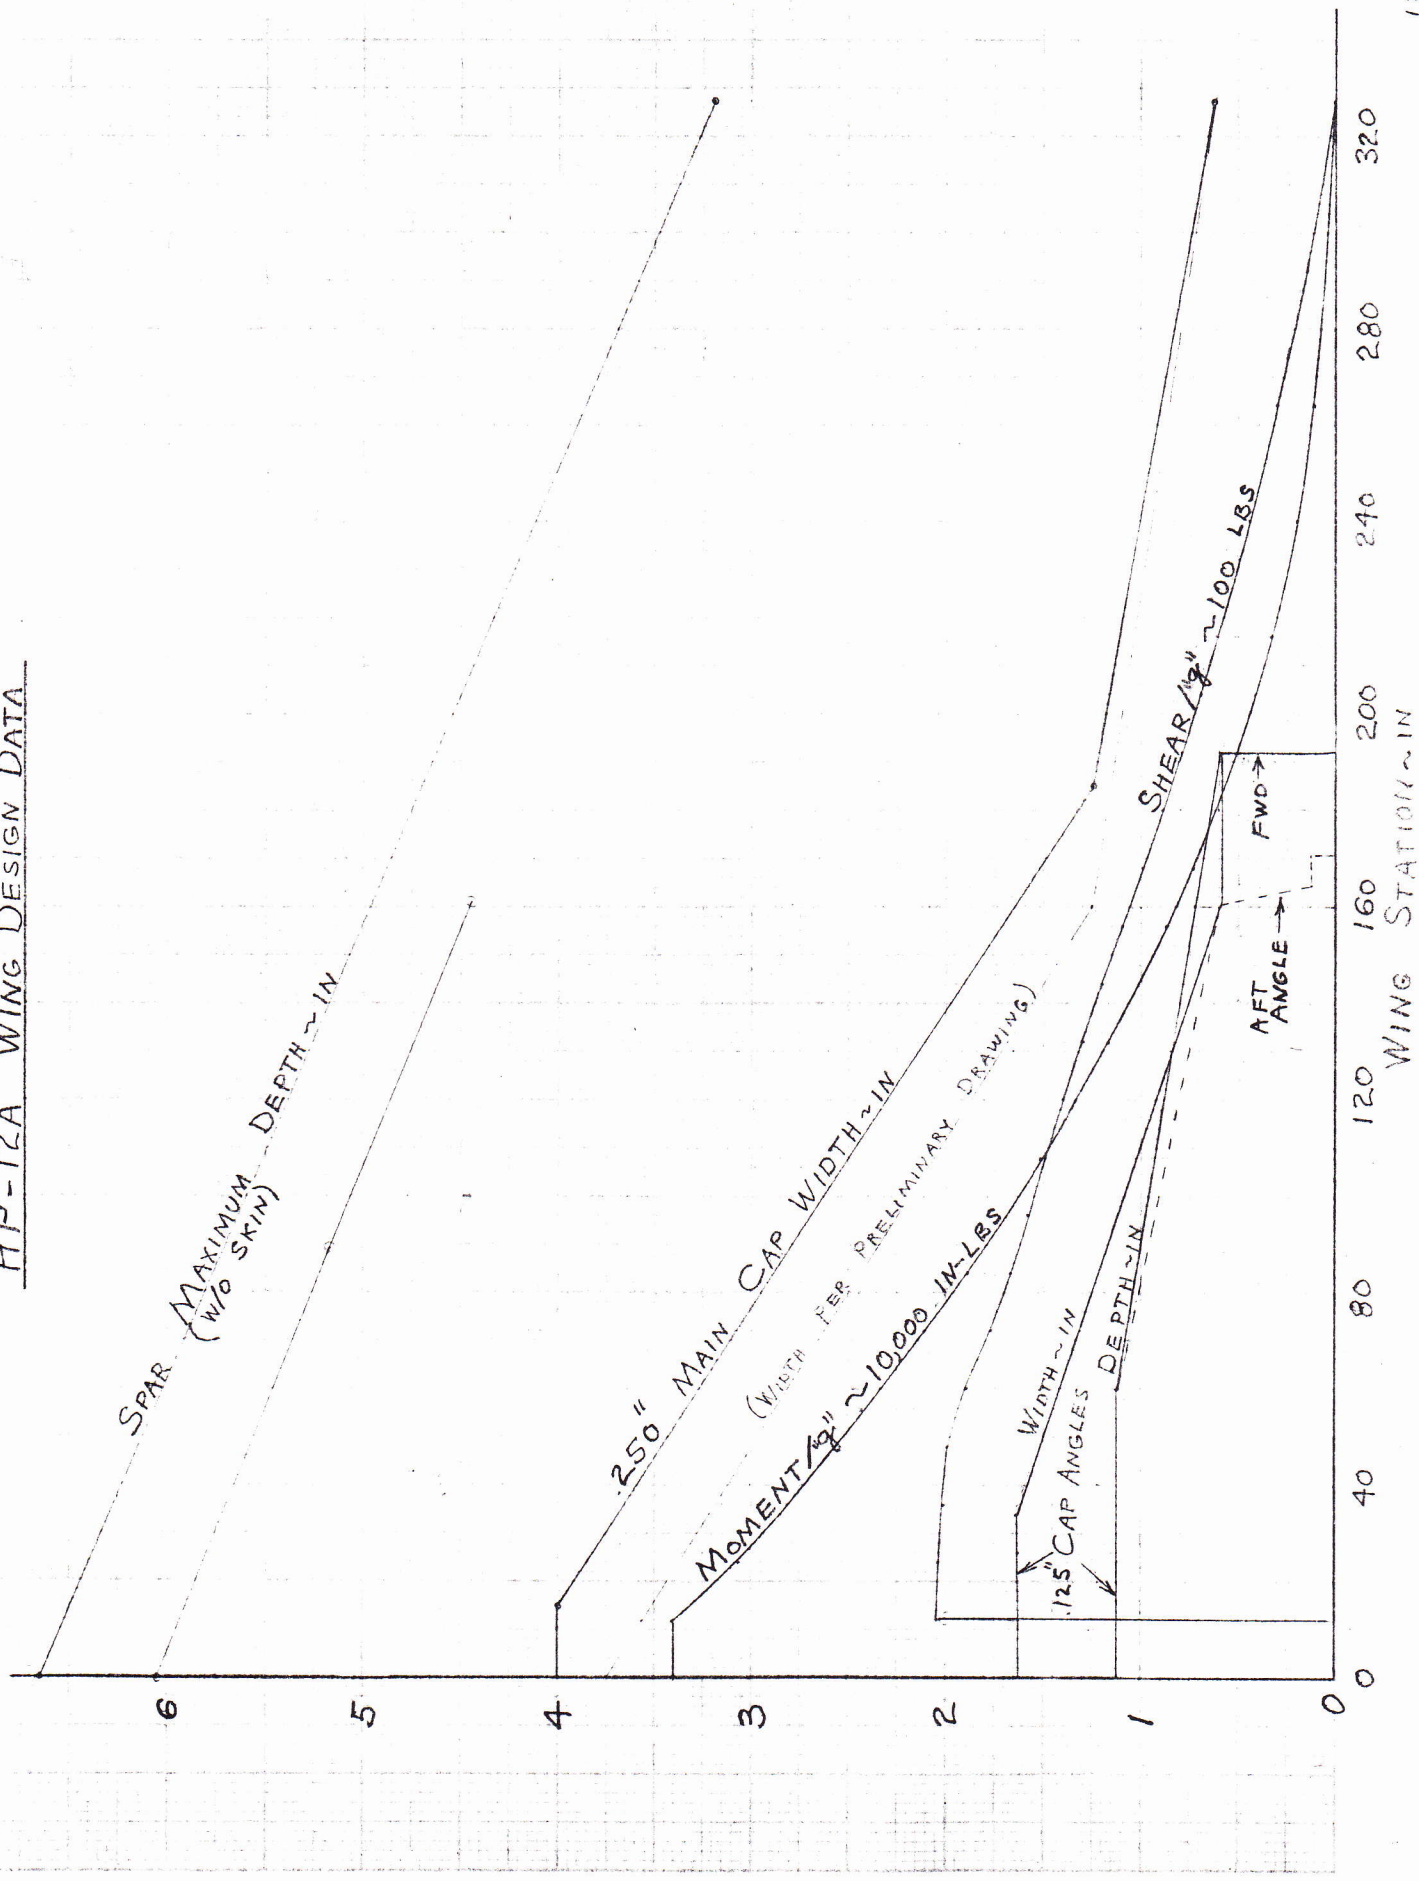 HP-12A WING DESIGN DATA
SPAR MAXIMUM DEPTH ~ IN
(W/O SKIN)
.250" MAIN CAP WIDTH ~ IN
(WIDTH PER PRELIMINARY DRAWING)
MOMENT/"g" ~ 10,000 IN-LBS
SHEAR/"g" ~ 100 LBS
WIDTH ~ IN
.125" CAP ANGLES
DEPTH ~ IN
AFT
ANGLE
FWD
6
5
4
3
2
1
0
0 40 80 120 160 200 240 280 320
WING STATION ~ IN